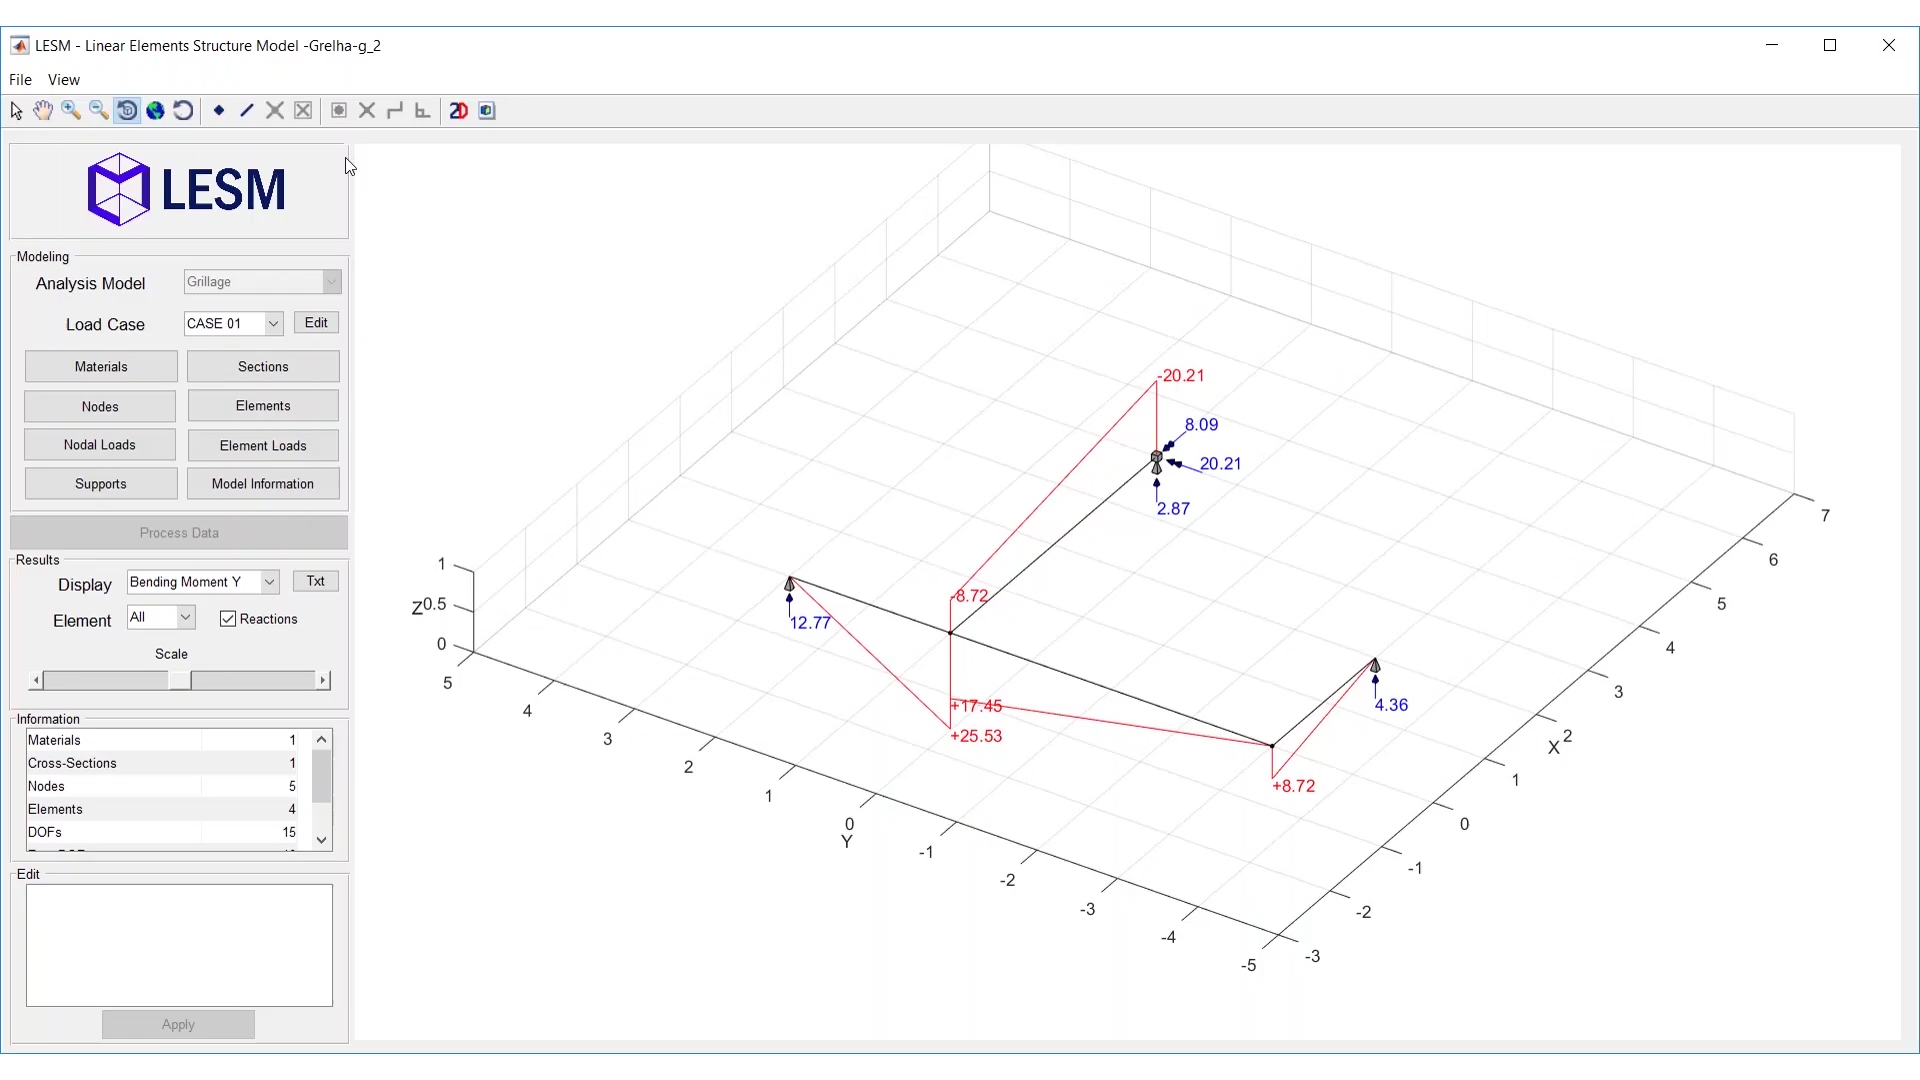 LESM - Linear Elements Structure Model -Grelha-g_2
File View
2D
LESM
Modeling
Analysis Model Grillage
Load Case CASE 01 Edit
Materials Sections
Nodes Elements
Nodal Loads Element Loads
Supports Model Information
Process Data
Results
Display Bending Moment Y Txt
Element All Reactions
Scale
Information
Materials 1
Cross-Sections 1
Nodes 5
Elements 4
DOFs 15
Edit
Apply
-20.21
8.09
20.21
2.87
-8.72
12.77
+17.45
+25.53
4.36
+8.72
1
Z 0.5
0
5
4
3
2
1
0
Y
-1
-2
-3
-4
-5
-3
-2
-1
0
1
X 2
3
4
5
6
7